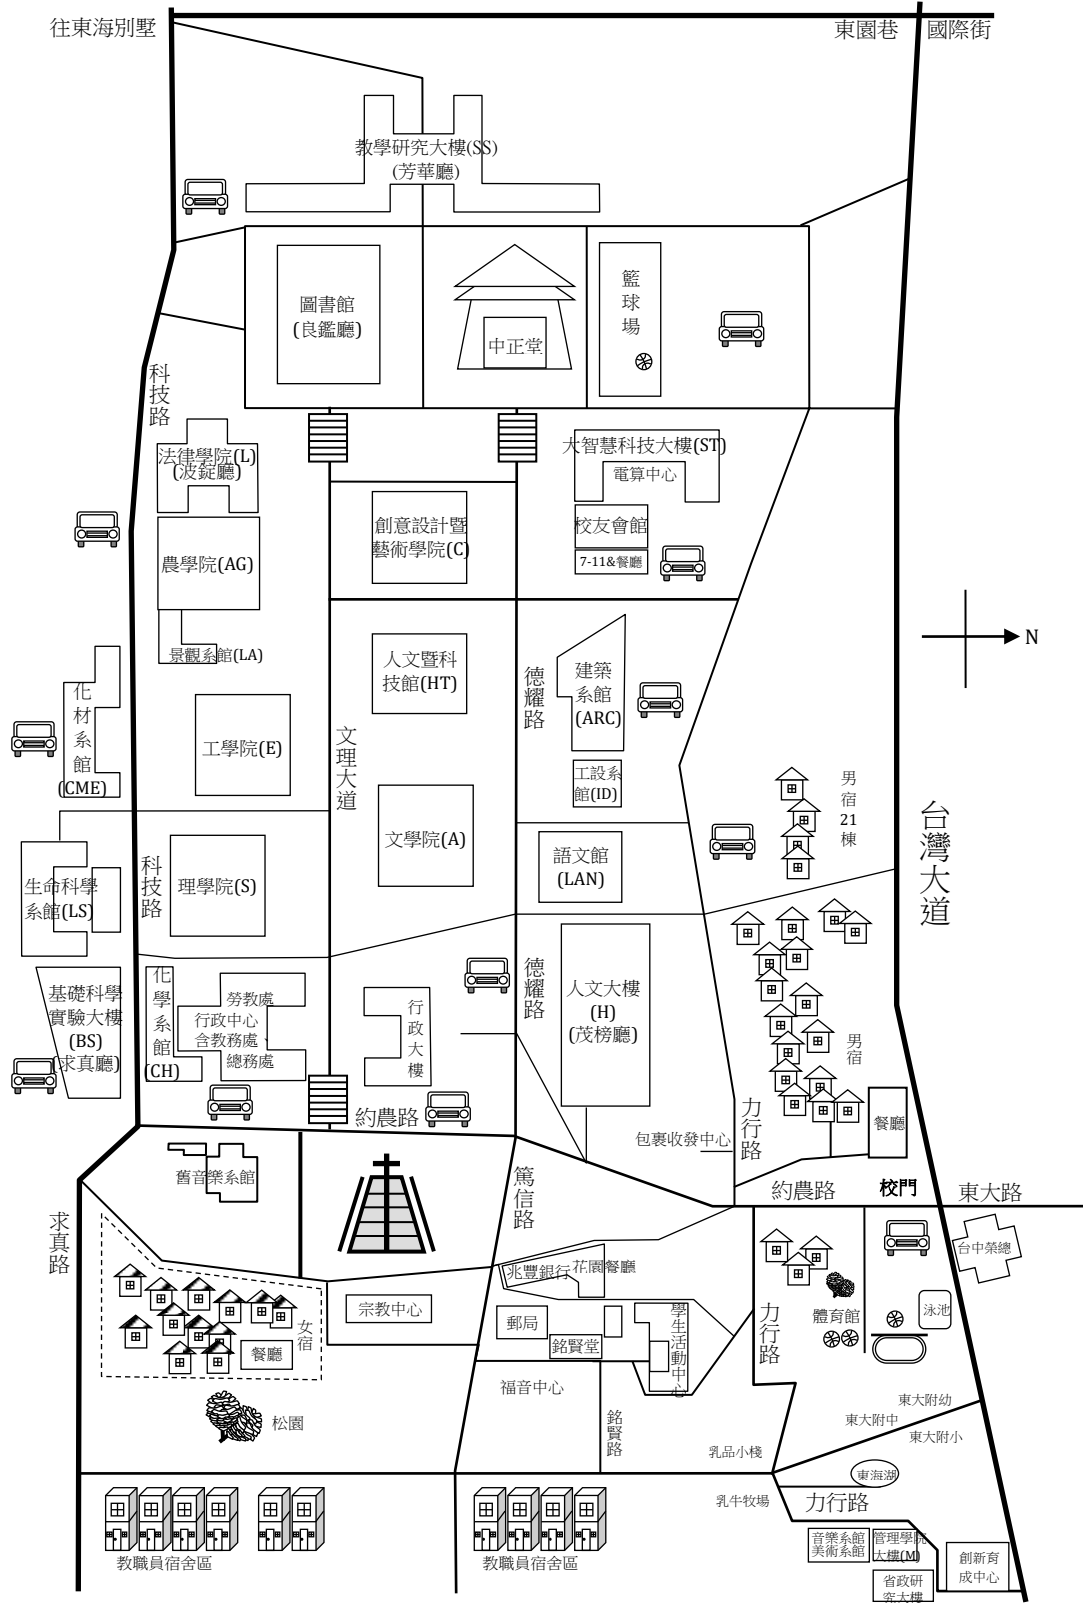 往東海別墅
東園巷
國際街
教學研究大樓(SS)
(芳華廳)
圖書館
(良鑑廳)
中正堂
籃球場
科技路
法律學院(L)
(波錠廳)
大智慧科技大樓(ST)
電算中心
創意設計暨
藝術學院(C)
校友會館
7-11&餐廳
農學院(AG)
景觀系館(LA)
人文暨科
技館(HT)
德耀路
建築
系館
(ARC)
N
化材系館
(CME)
工學院(E)
文理大道
工設系
館(ID)
男宿21棟
台灣大道
文學院(A)
語文館
(LAN)
生命科學
系館(LS)
科技路
理學院(S)
基礎科學
實驗大樓
(BS)
(求真廳)
化學系館
(CH)
勞教處
行政中心
含教務處、
總務處
行政大樓
德耀路
人文大樓
(H)
(茂榜廳)
男宿
餐廳
約農路
包裹收發中心
力行路
舊音樂系館
篤信路
約農路
校門
東大路
求真路
台中榮總
兆豐銀行
花園餐廳
宗教中心
郵局
銘賢堂
學生活動中心
力行路
體育館
泳池
女宿
餐廳
福音中心
松園
銘賢路
乳品小棧
東大附幼
東大附中
東大附小
東海湖
乳牛牧場
力行路
音樂系館
美術系館
管理學院
大樓(M)
創新育
成中心
省政研
究大樓
教職員宿舍區
教職員宿舍區